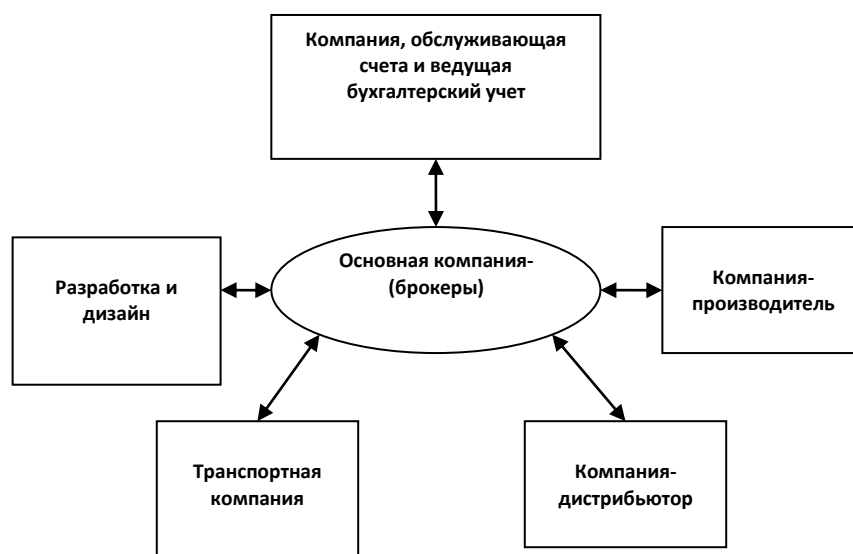 Компания, обслуживающая
счета и ведущая
бухгалтерский учет
Основная компания-
(брокеры)
Разработка и
дизайн
Компания-
производитель
Транспортная
компания
Компания-
дистрибьютор